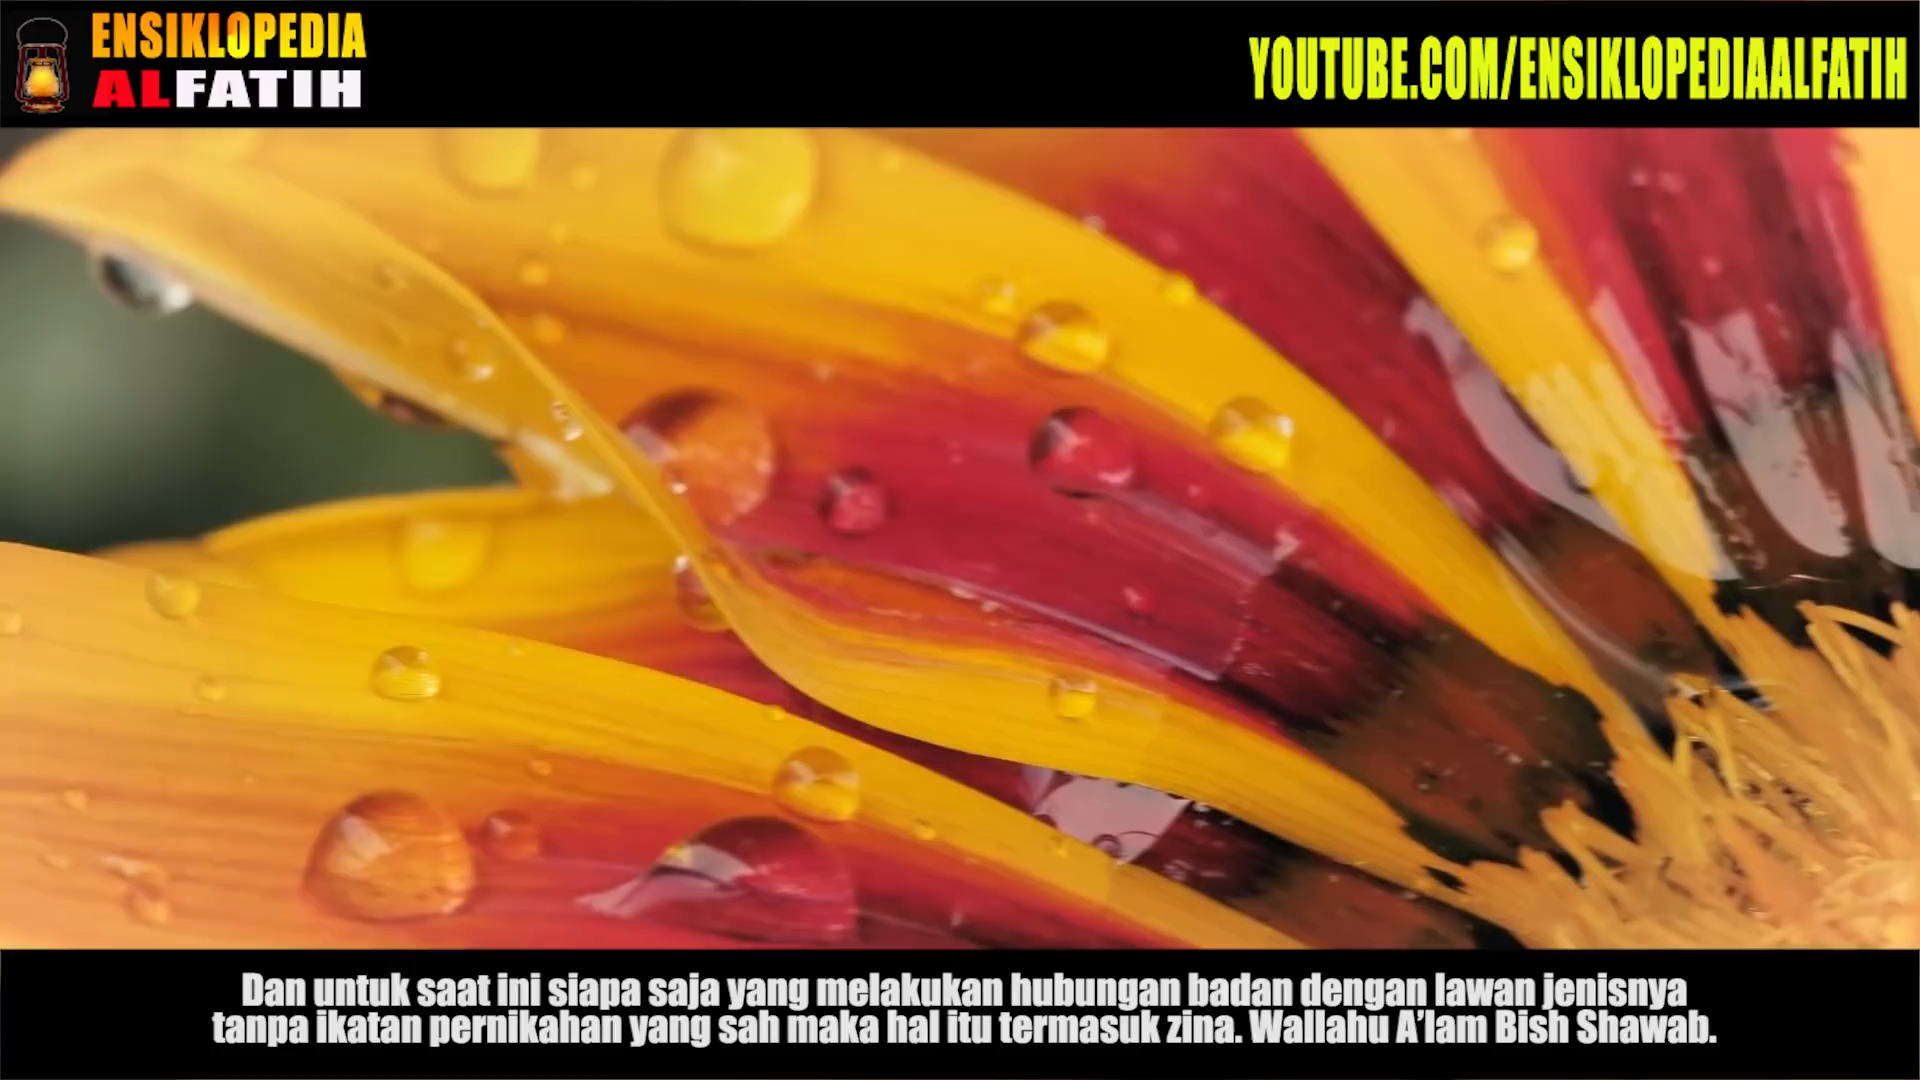 ENSIKLOPEDIA
ALFATIH
YOUTUBE.COM/ENSIKLOPEDIAALFATIH
Dan untuk saat ini siapa saja yang melakukan hubungan badan dengan lawan jenisnya
tanpa ikatan pernikahan yang sah maka hal itu termasuk zina. Wallahu A'lam Bish Shawab.